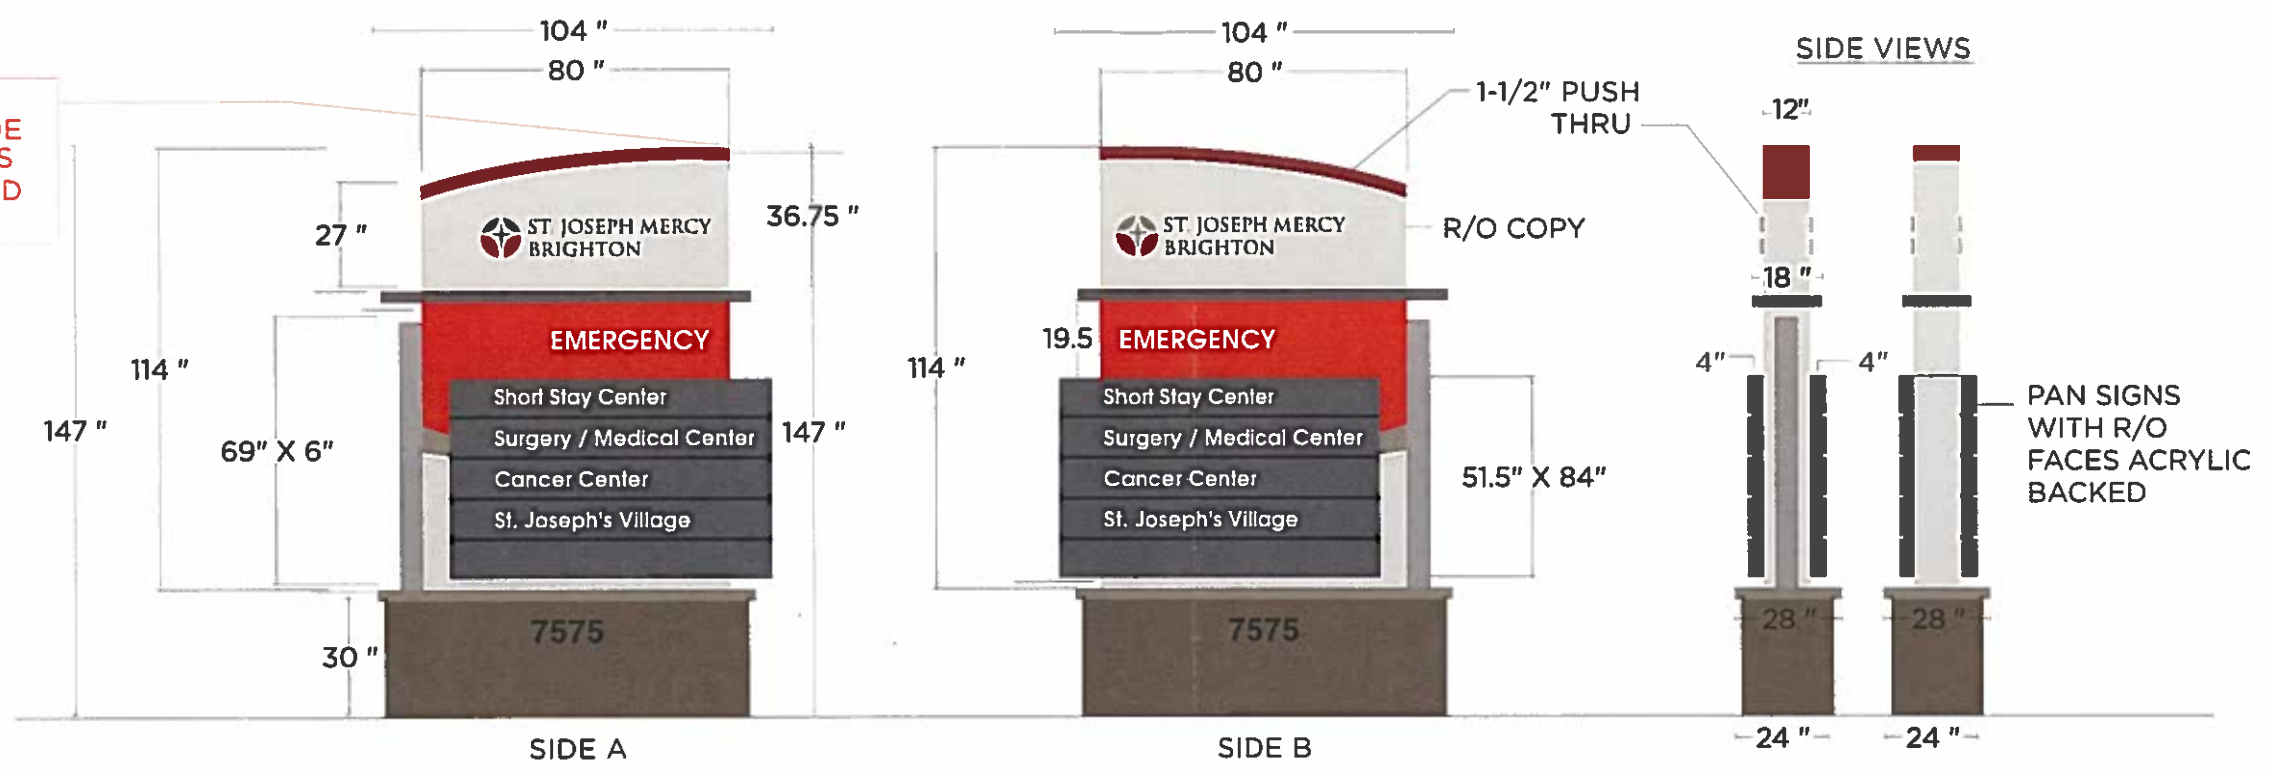 104 "
80 "
27 "
36.75 "
ST. JOSEPH MERCY
BRIGHTON
EMERGENCY
Short Stay Center
Surgery / Medical Center
Cancer Center
St. Joseph's Village
114 "
147 "
69" X 6"
147 "
7575
30 "
SIDE A
104 "
80 "
1-1/2" PUSH
THRU
ST. JOSEPH MERCY
BRIGHTON
R/O COPY
19.5
EMERGENCY
114 "
Short Stay Center
Surgery / Medical Center
Cancer Center
St. Joseph's Village
51.5" X 84"
7575
SIDE B
SIDE VIEWS
12"
18 "
4"
4"
PAN SIGNS
WITH R/O
FACES ACRYLIC
BACKED
28 "
28 "
24 "
24 "